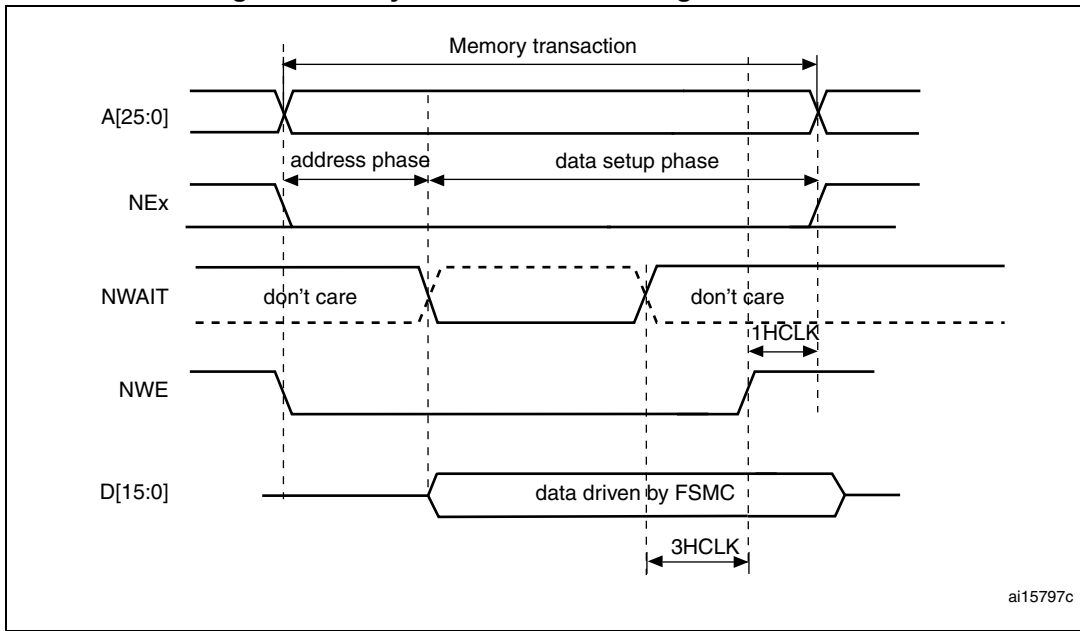 Memory transaction
A[25:0]
address phase
data setup phase
NEx
NWAIT
don't care
don't care
1HCLK
NWE
D[15:0]
data driven by FSMC
3HCLK
ai15797c